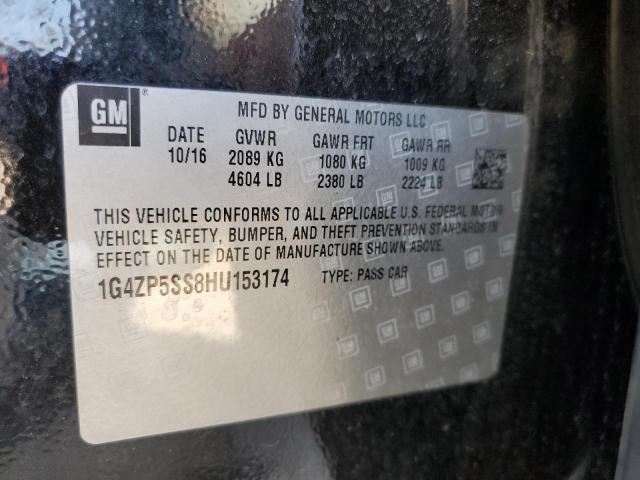 GM ® MFD BY GENERAL MOTORS LLC
DATE GVWR GAWR FRT GAWR RR
10/16 2089 KG 1080 KG 1009 KG
4604 LB 2380 LB 2224 LB
THIS VEHICLE CONFORMS TO ALL APPLICABLE U.S. FEDERAL MOTOR
VEHICLE SAFETY, BUMPER, AND THEFT PREVENTION STANDARDS IN
EFFECT ON THE DATE OF MANUFACTURE SHOWN ABOVE.
1G4ZP5SS8HU153174 TYPE: PASS CAR